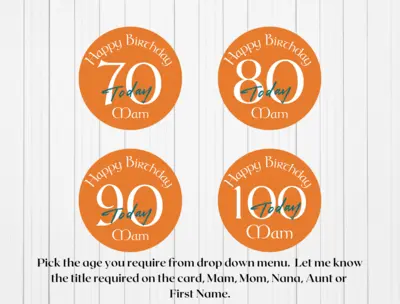 Happy Birthday
70
Today
Mam
Happy Birthday
80
Today
Mam
Happy Birthday
90
Today
Mam
Happy Birthday
100
Today
Mam
Pick the age you require from drop down menu. Let me know
the title required on the card, Mam, Mom, Nana, Aunt or
First Name.